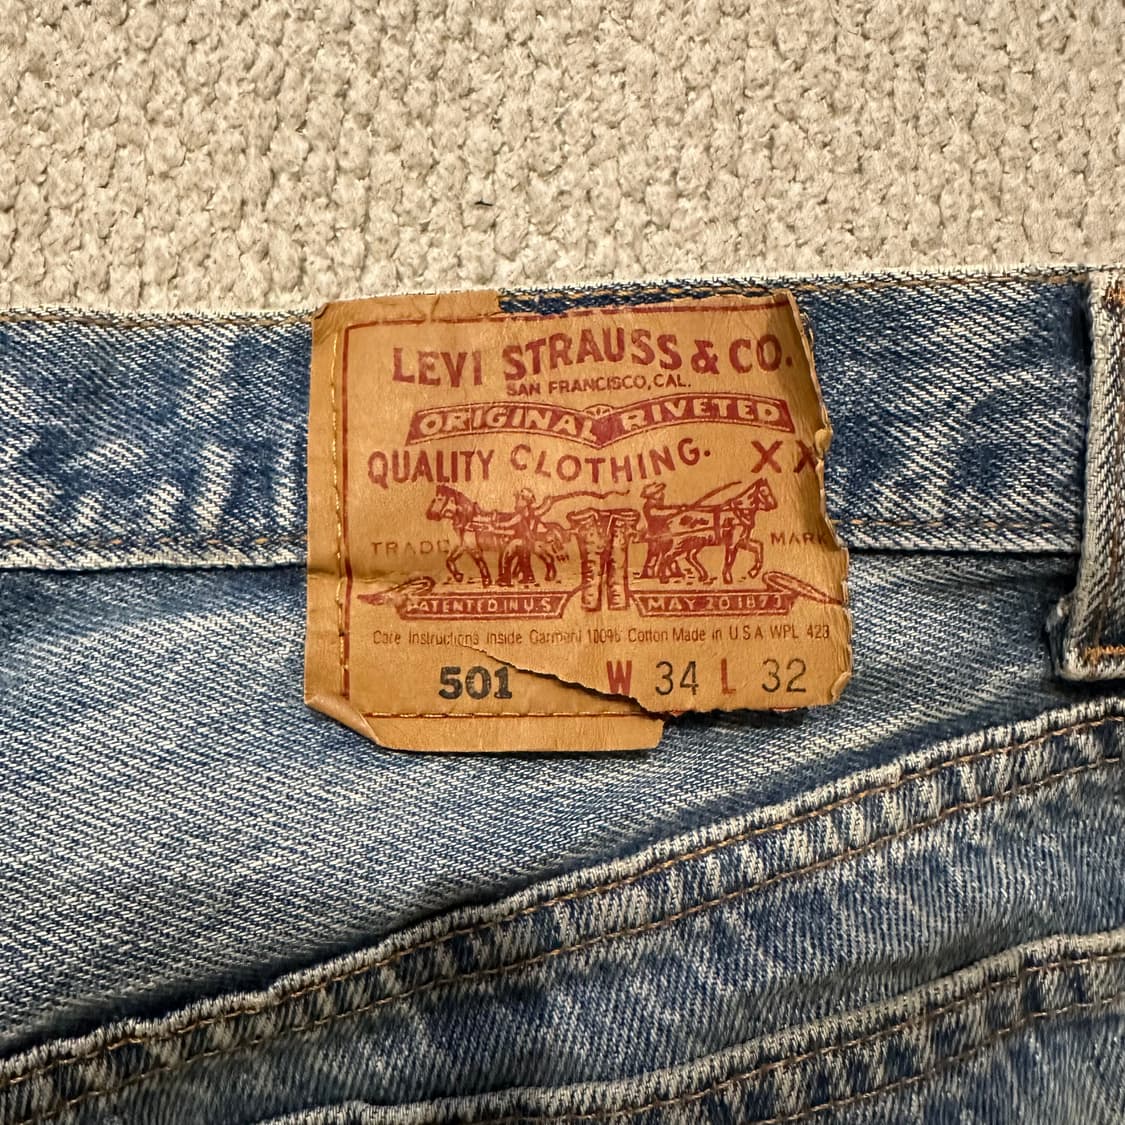 LEVI STRAUSS & CO.
SAN FRANCISCO, CAL.
ORIGINAL RIVETED
QUALITY CLOTHING. XX
TRADE MARK
PATENTED IN U.S. MAY 20 1873
Care Instructions Inside Garment 100% Cotton Made in U S A WPL 423
501 W 34 L 32